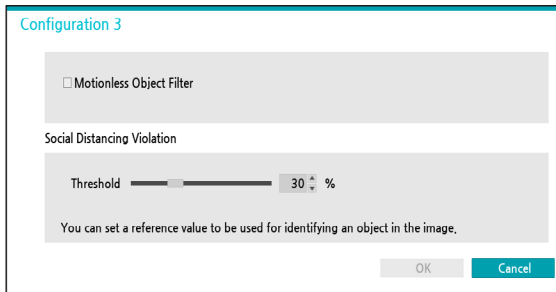 Configuration 3
Motionless Object Filter
Social Distancing Violation
Threshold 30 %
You can set a reference value to be used for identifying an object in the image.
OK Cancel